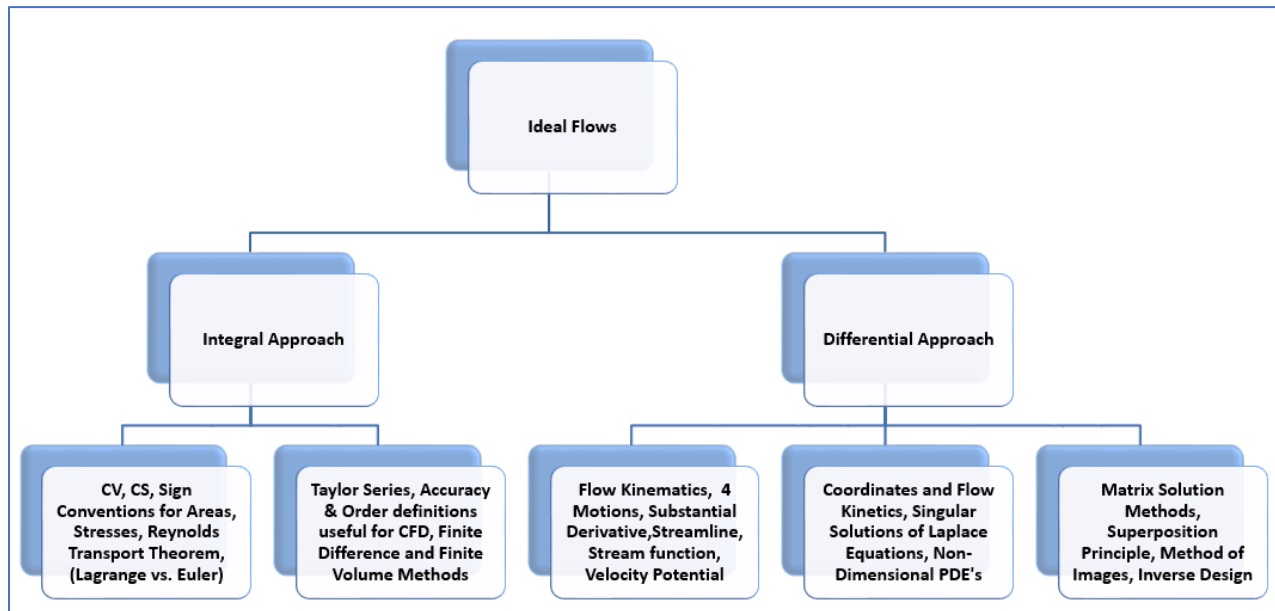 Ideal Flows
Integral Approach
Differential Approach
CV, CS, Sign
Conventions for Areas,
Stresses, Reynolds
Transport Theorem,
(Lagrange vs. Euler)
Taylor Series, Accuracy
& Order definitions
useful for CFD, Finite
Difference and Finite
Volume Methods
Flow Kinematics,  4
Motions, Substantial
Derivative,Streamline,
Stream function,
Velocity Potential
Coordinates and Flow
Kinetics, Singular
Solutions of Laplace
Equations, Non-
Dimensional PDE's
Matrix Solution
Methods,
Superposition
Principle, Method of
Images, Inverse Design